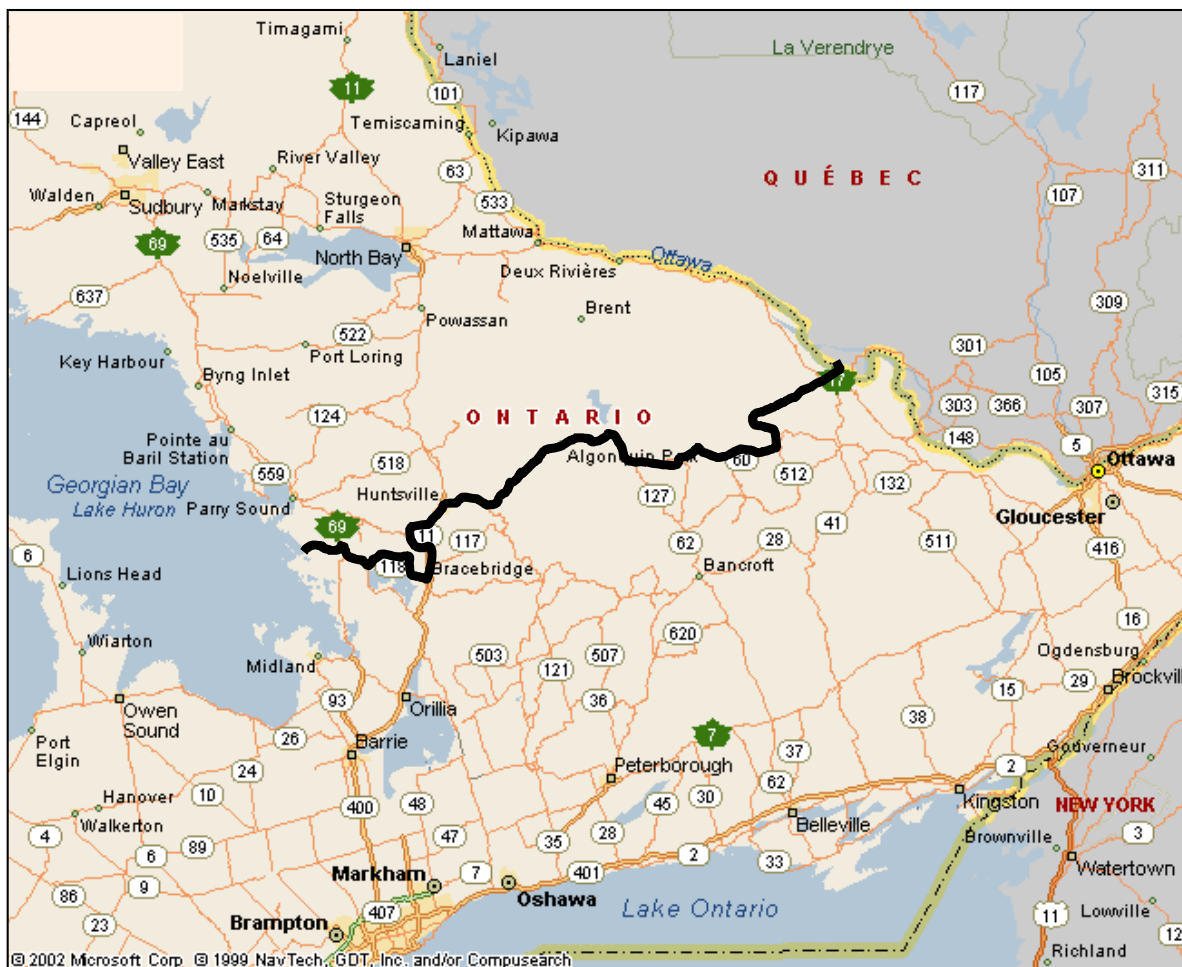 Timagami
Laniel
La Verendrye
117
11
101
144
Capreol
Temiscaming
Kipawa
Valley East
River Valley
63
QUÉBEC
311
107
Walden
Sudbury
Markstay
Sturgeon
Falls
533
69
535
64
North Bay
Mattawa
Ottawa
Deux Rivières
Noelville
637
Brent
309
522
Powassan
301
Key Harbour
Port Loring
Byng Inlet
17
105
315
124
ONTARIO
303
366
307
Pointe au
Baril Station
148
5
518
Algonquin Park
60
Ottawa
559
512
132
Georgian Bay
Lake Huron
Huntsville
127
Parry Sound
Gloucester
69
11
117
41
28
62
511
416
6
118
Bracebridge
Bancroft
Lions Head
16
Wiarton
620
Ogdensburg
Midland
503
507
121
29
Brockvill
15
93
Orillia
36
38
Owen
Sound
26
7
Port
Elgin
Barrie
37
Gouverneur
24
Peterborough
62
2
10
400
48
45
30
Kingston
NEW YORK
Hanover
Walkerton
Belleville
4
47
35
28
Brownville
3
6
89
2
33
Watertown
Markham
7
401
86
9
Oshawa
Lake Ontario
11
Lowville
23
Brampton
407
12
Richland
© 2002 Microsoft Corp. © 1999 NavTech, GDT, Inc. and/or Compusearch